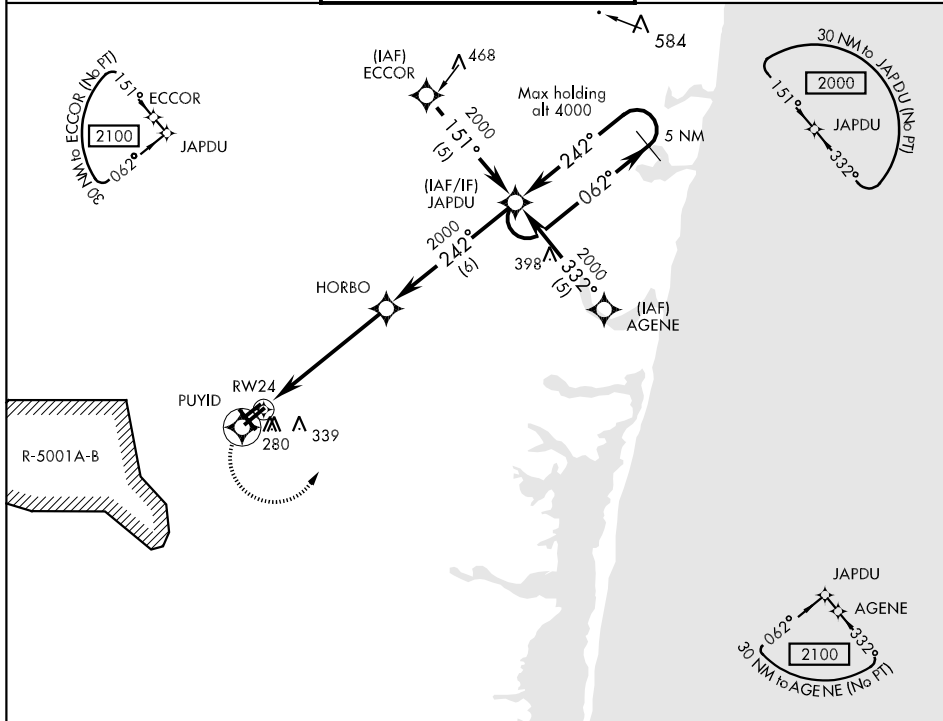 584
(IAF)
ECCOR
468
30 NM to ECCOR (No PT)
151°
ECCOR
2100
JAPDU
062°
2000
151°
(5)
Max holding
alt 4000
242°
062°
5 NM
30 NM to JAPDU (No PT)
2000
151°
JAPDU
332°
(IAF/IF)
JAPDU
2000
242°
(6)
398
2000
332°
(5)
HORBO
(IAF)
AGENE
RW24
PUYID
280
339
R-5001A-B
JAPDU
AGENE
062°
332°
2100
30 NM to AGENE (No PT)